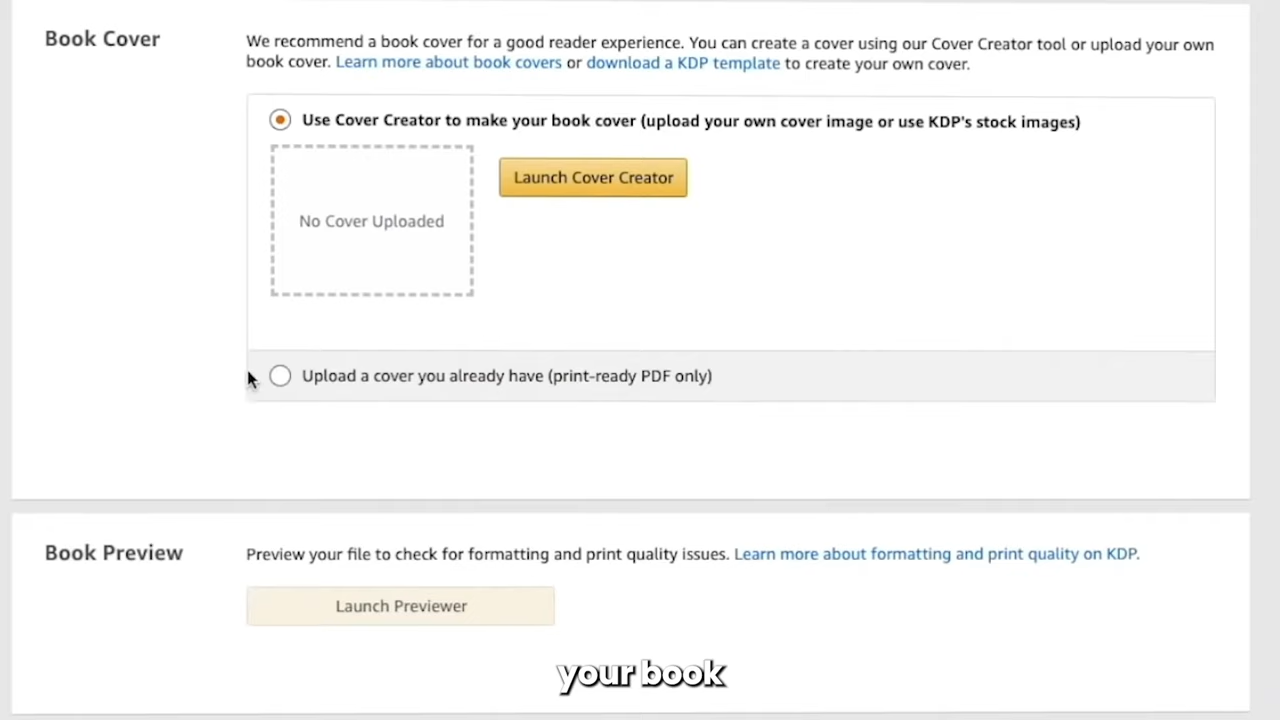 Book Cover
We recommend a book cover for a good reader experience. You can create a cover using our Cover Creator tool or upload your own
book cover. Learn more about book covers or download a KDP template to create your own cover.
Use Cover Creator to make your book cover (upload your own cover image or use KDP's stock images)
Launch Cover Creator
No Cover Uploaded
Upload a cover you already have (print-ready PDF only)
Book Preview
Preview your file to check for formatting and print quality issues. Learn more about formatting and print quality on KDP.
Launch Previewer
your book